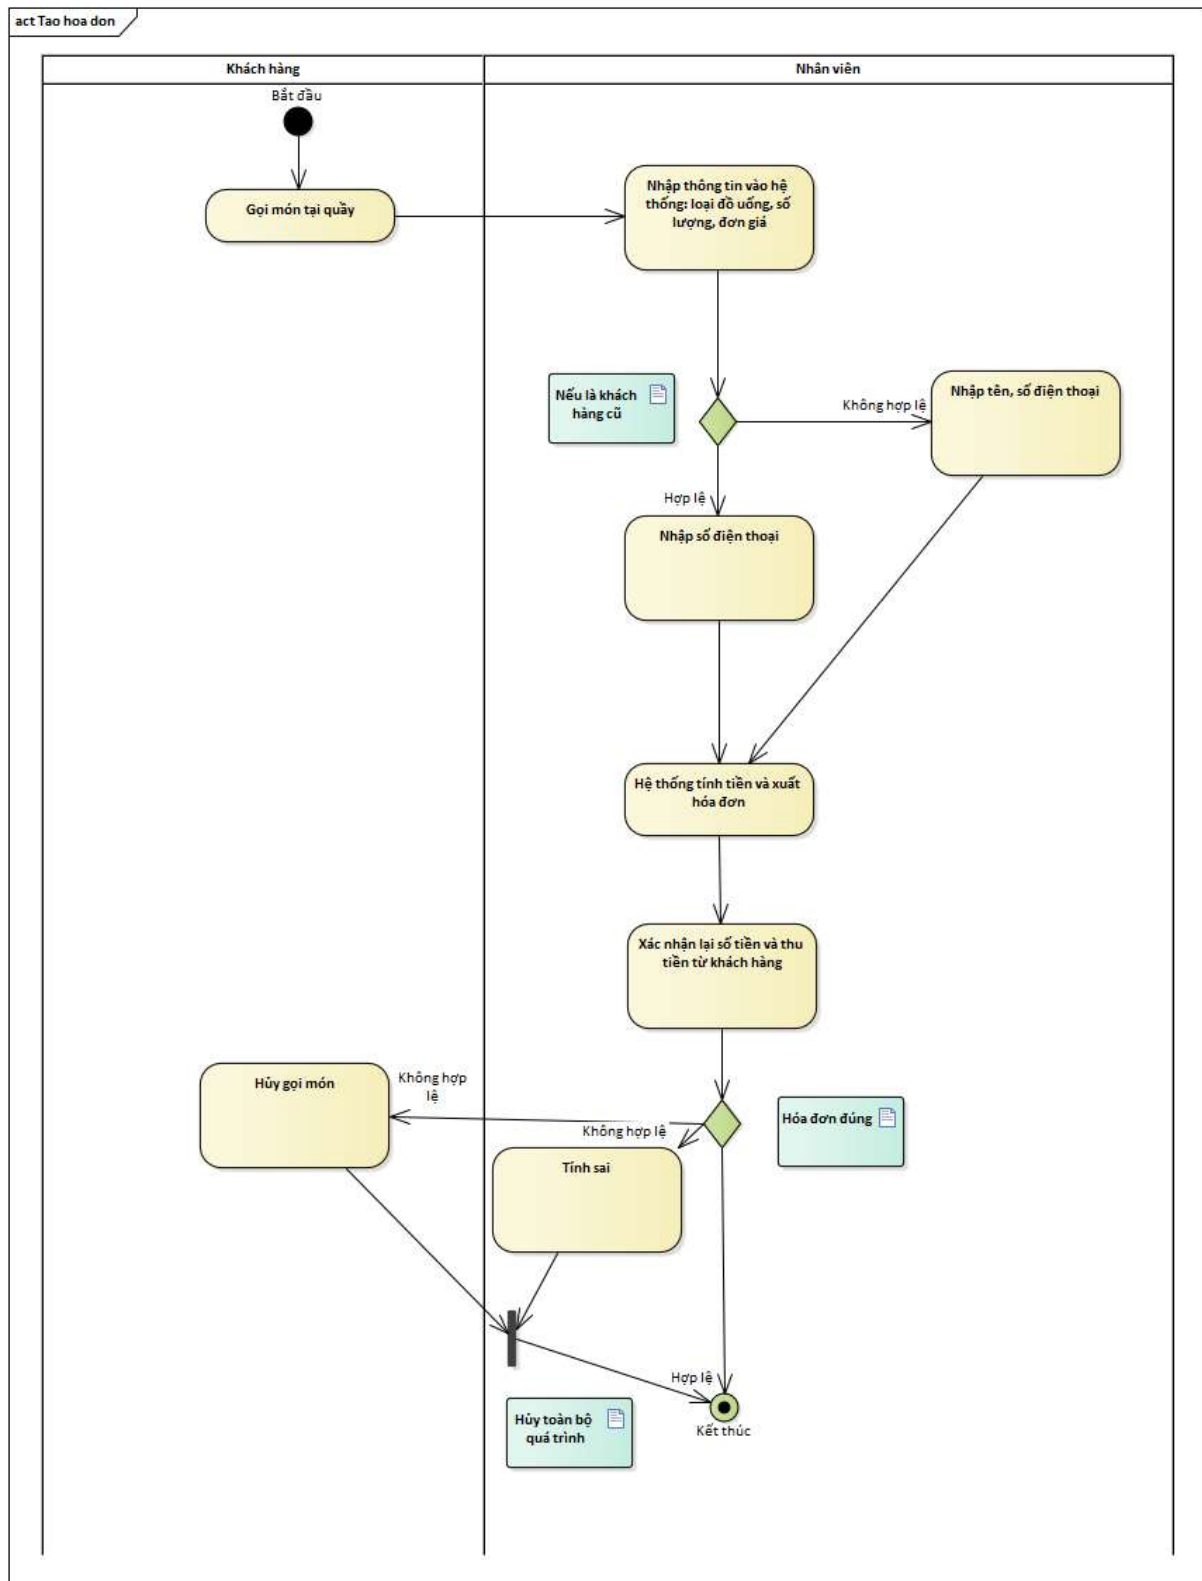 act Tao hoa don
Khách hàng
Nhân viên
Bắt đầu
Gọi món tại quầy
Nhập thông tin vào hệ
thống: loại đồ uống, số
lượng, đơn giá
Nếu là khách
hàng cũ
Không hợp lệ
Nhập tên, số điện thoại
Hợp lệ
Nhập số điện thoại
Hệ thống tính tiền và xuất
hóa đơn
Xác nhận lại số tiền và thu
tiền từ khách hàng
Hủy gọi món
Không hợp
lệ
Không hợp lệ
Hóa đơn đúng
Tính sai
Hợp lệ
Hủy toàn bộ
quá trình
Kết thúc